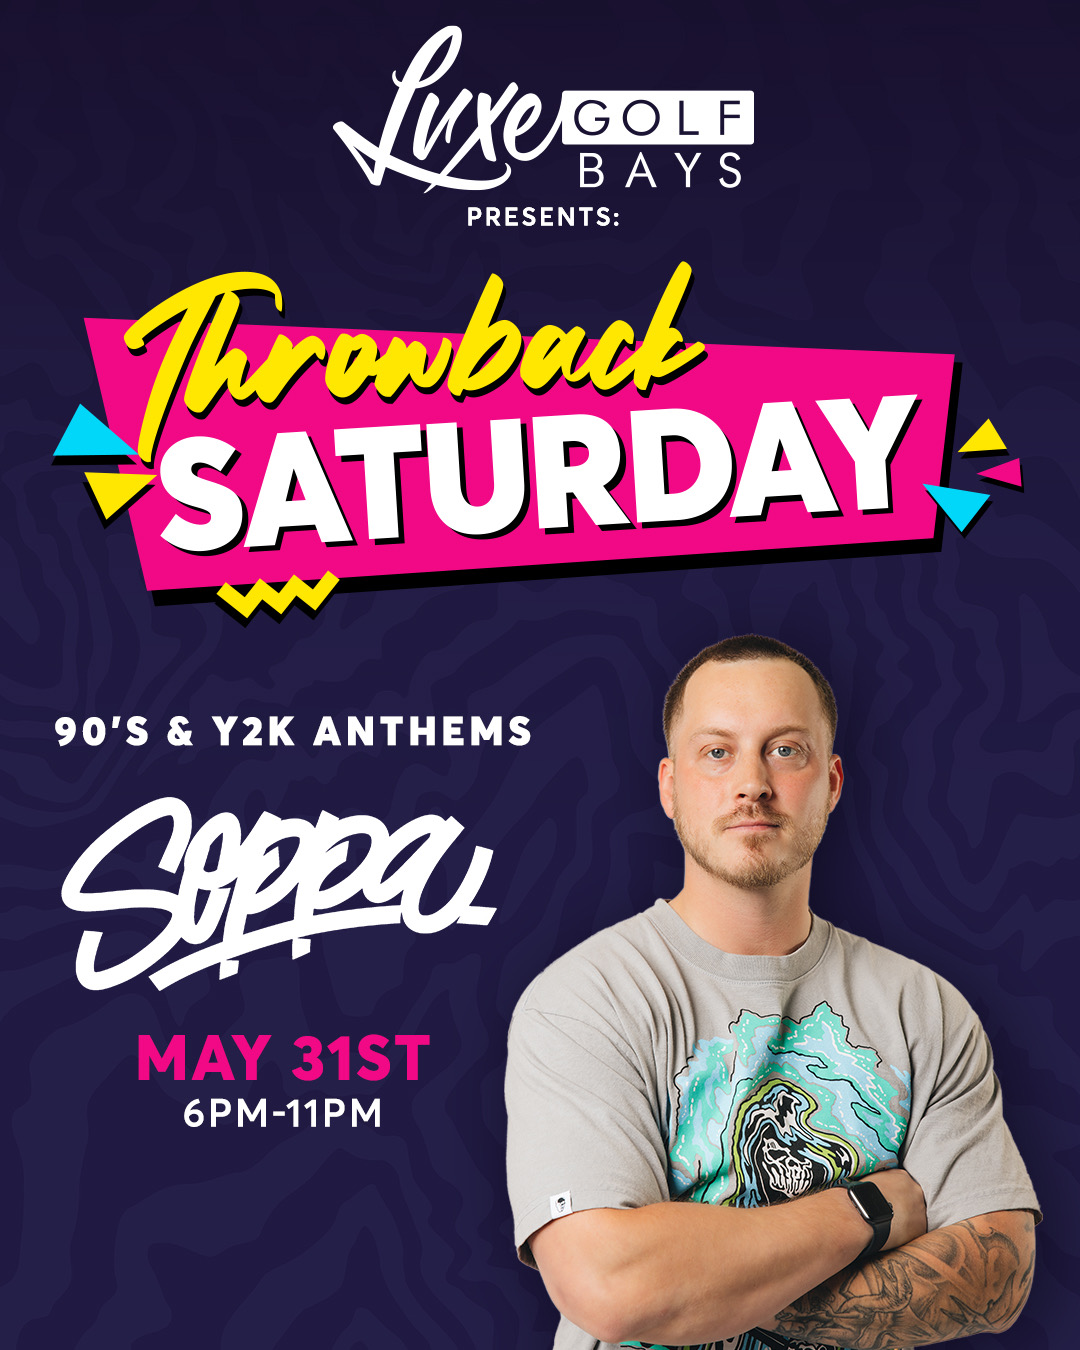 Luxe GOLF
BAYS
PRESENTS:
Throwback
SATURDAY
90'S & Y2K ANTHEMS
Soppa
MAY 31ST
6PM-11PM